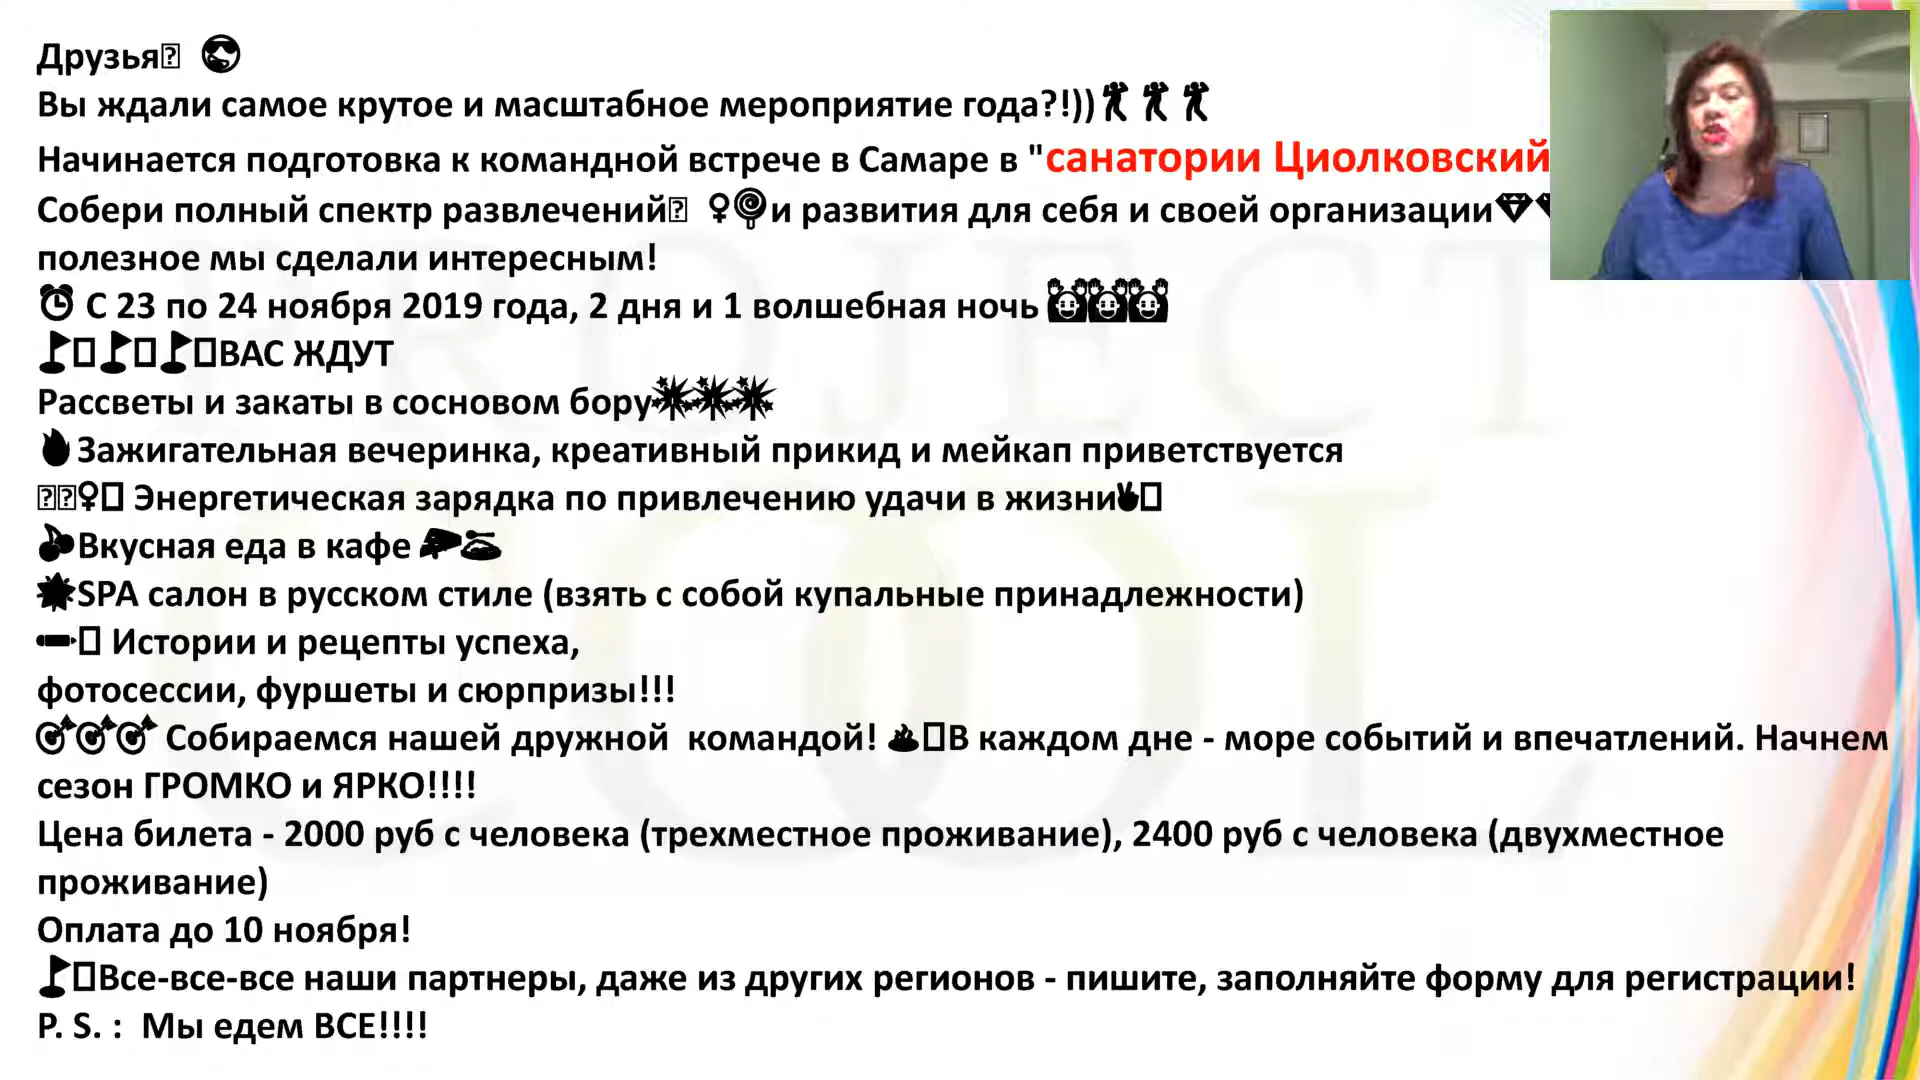 Друзья 😎
Вы ждали самое крутое и масштабное мероприятие года?!))
Начинается подготовка к командной встрече в Самаре в "санатории Циолковский
Собери полный спектр развлечений ♀🍭и развития для себя и своей организации💎
полезное мы сделали интересным!
⏰ С 23 по 24 ноября 2019 года, 2 дня и 1 волшебная ночь 🙌🙌🙌
⛳⛳⛳ВАС ЖДУТ
Рассветы и закаты в сосновом бору
🔥Зажигательная вечеринка, креативный прикид и мейкап приветствуется
♀ Энергетическая зарядка по привлечению удачи в жизни✌
🍒Вкусная еда в кафе
SPA салон в русском стиле (взять с собой купальные принадлежности)
Истории и рецепты успеха,
фотосессии, фуршеты и сюрпризы!!!
🎯🎯🎯 Собираемся нашей дружной  командой! В каждом дне - море событий и впечатлений. Начнем
сезон ГРОМКО и ЯРКО!!!!
Цена билета - 2000 руб с человека (трехместное проживание), 2400 руб с человека (двухместное
проживание)
Оплата до 10 ноября!
⛳Все-все-все наши партнеры, даже из других регионов - пишите, заполняйте форму для регистрации!
P. S. :  Мы едем ВСЕ!!!!
PROJECT
COOL